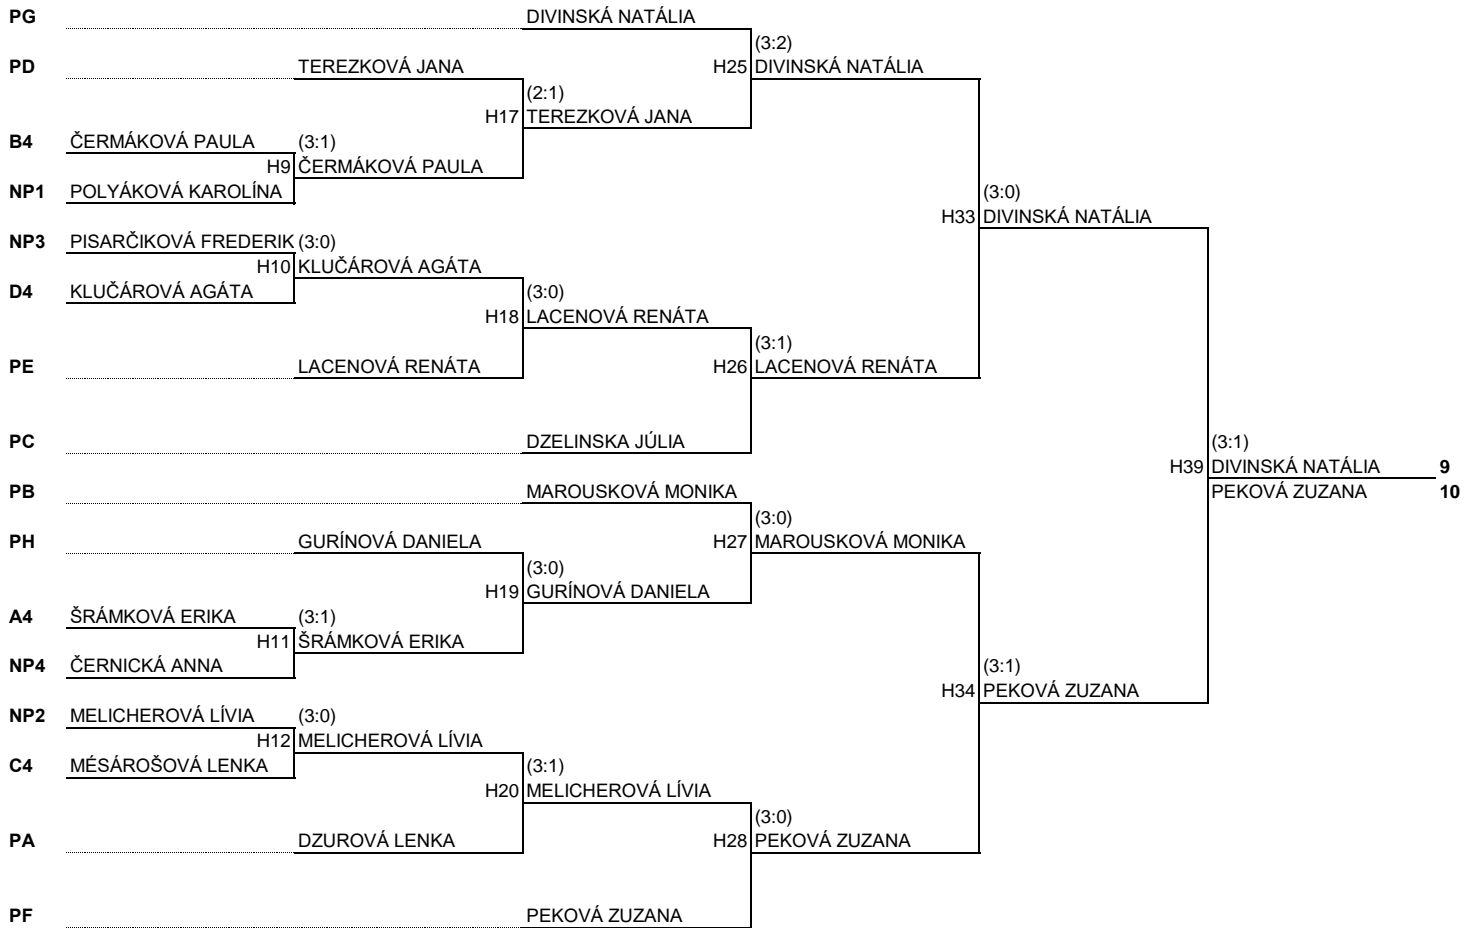 PG DIVINSKÁ NATÁLIA
(3:2)
PD TEREZKOVÁ JANA H25 DIVINSKÁ NATÁLIA
(2:1)
H17 TEREZKOVÁ JANA
B4 ČERMÁKOVÁ PAULA (3:1)
H9 ČERMÁKOVÁ PAULA
NP1 POLYÁKOVÁ KAROLÍNA (3:0)
H33 DIVINSKÁ NATÁLIA
NP3 PISARČIKOVÁ FREDERIK (3:0)
H10 KLUČÁROVÁ AGÁTA
D4 KLUČÁROVÁ AGÁTA (3:0)
H18 LACENOVÁ RENÁTA
(3:1)
PE LACENOVÁ RENÁTA H26 LACENOVÁ RENÁTA
PC DZELINSKA JÚLIA (3:1)
H39 DIVINSKÁ NATÁLIA 9
PB MAROUSKOVÁ MONIKA PEKOVÁ ZUZANA 10
(3:0)
PH GURÍNOVÁ DANIELA H27 MAROUSKOVÁ MONIKA
(3:0)
H19 GURÍNOVÁ DANIELA
A4 ŠRÁMKOVÁ ERIKA (3:1)
H11 ŠRÁMKOVÁ ERIKA
NP4 ČERNICKÁ ANNA (3:1)
H34 PEKOVÁ ZUZANA
NP2 MELICHEROVÁ LÍVIA (3:0)
H12 MELICHEROVÁ LÍVIA
C4 MÉSÁROŠOVÁ LENKA (3:1)
H20 MELICHEROVÁ LÍVIA
(3:0)
PA DZUROVÁ LENKA H28 PEKOVÁ ZUZANA
PF PEKOVÁ ZUZANA